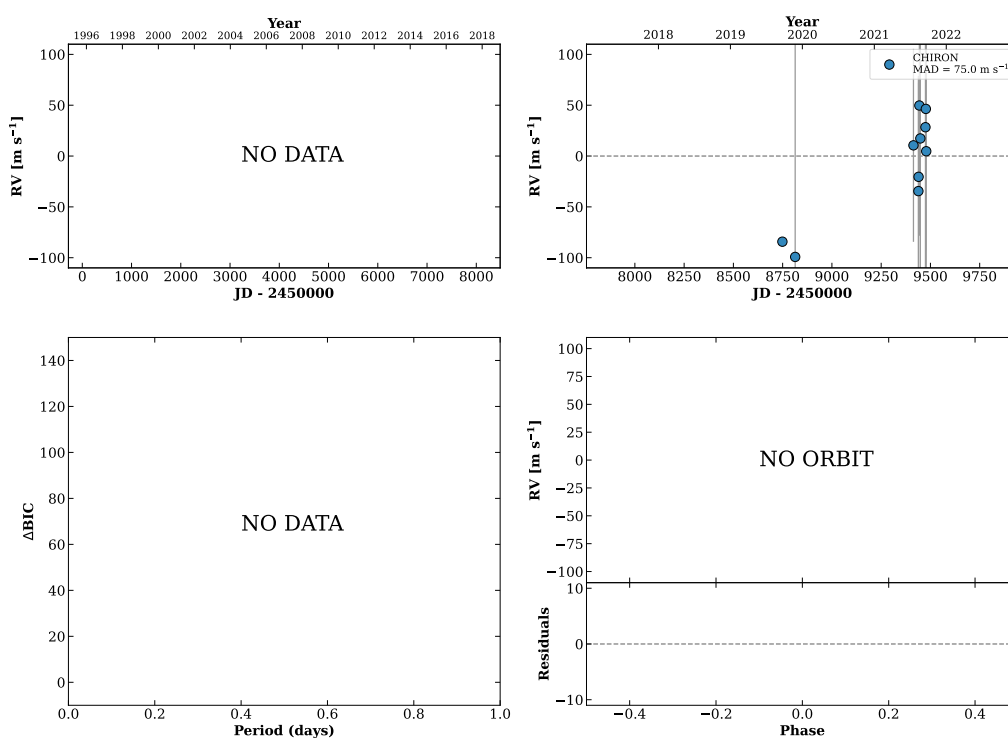 Year
1996 1998 2000 2002 2004 2006 2008 2010 2012 2014 2016 2018
100
50
0
−50
−100
RV [m s⁻¹]
NO DATA
0 1000 2000 3000 4000 5000 6000 7000 8000
JD - 2450000
Year
2018 2019 2020 2021 2022
100
50
0
−50
−100
RV [m s⁻¹]
CHIRON
MAD = 75.0 m s⁻¹
8000 8250 8500 8750 9000 9250 9500 9750
JD - 2450000
140
120
100
80
60
40
20
0
ΔBIC
NO DATA
0.0 0.2 0.4 0.6 0.8 1.0
Period (days)
100
75
50
25
0
−25
−50
−75
−100
RV [m s⁻¹]
NO ORBIT
10
0
−10
Residuals
−0.4 −0.2 0.0 0.2 0.4
Phase